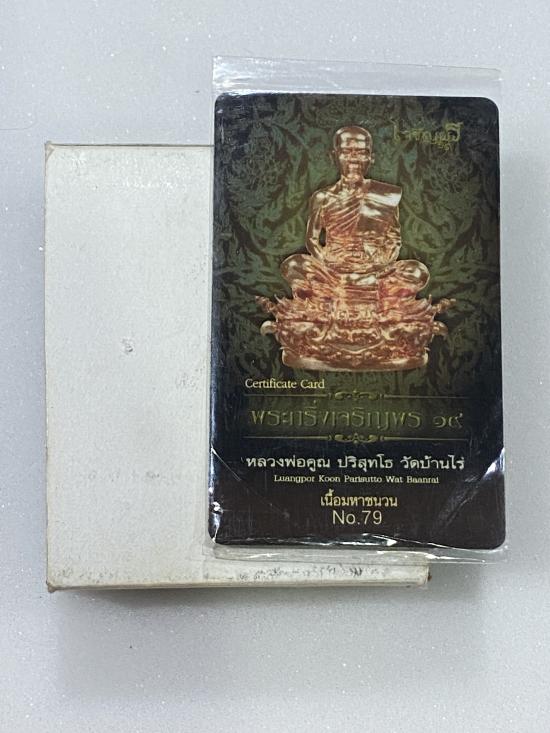 Certificate Card
พระกริ่งเจริญพร ๑๙
หลวงพ่อคูณ ปริสุทโธ วัดบ้านไร่
Luangpor Koon Parisutto Wat Baanrai
เนื้อมหาชนวน
No.79